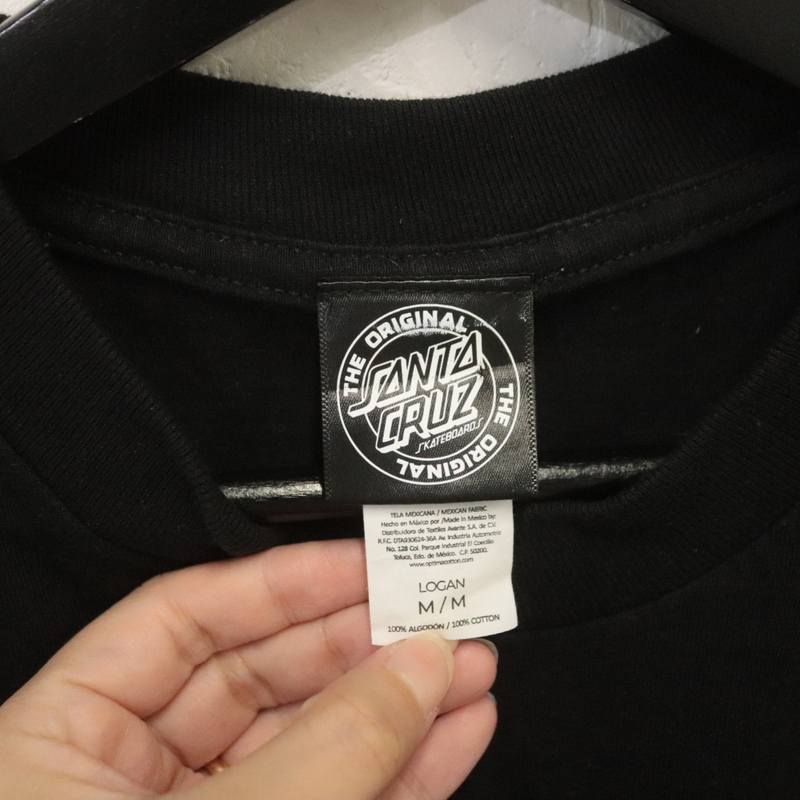 THE ORIGINAL
SANTA
CRUZ
SKATEBOARDS
THE ORIGINAL
TELA MEXICANA / MEXICAN FABRIC
Hecho en México por /Made in Mexico by:
Distribuidora de Textiles Avante S.A. de C.V.
R.F.C. DTA930624-36A Av. Industria Automotriz
No. 128 Col. Parque Industrial El Coecillo
Toluca, Edo. de México. C.P. 50200.
www.optimacotton.com
LOGAN
M / M
100% ALGODÓN / 100% COTTON